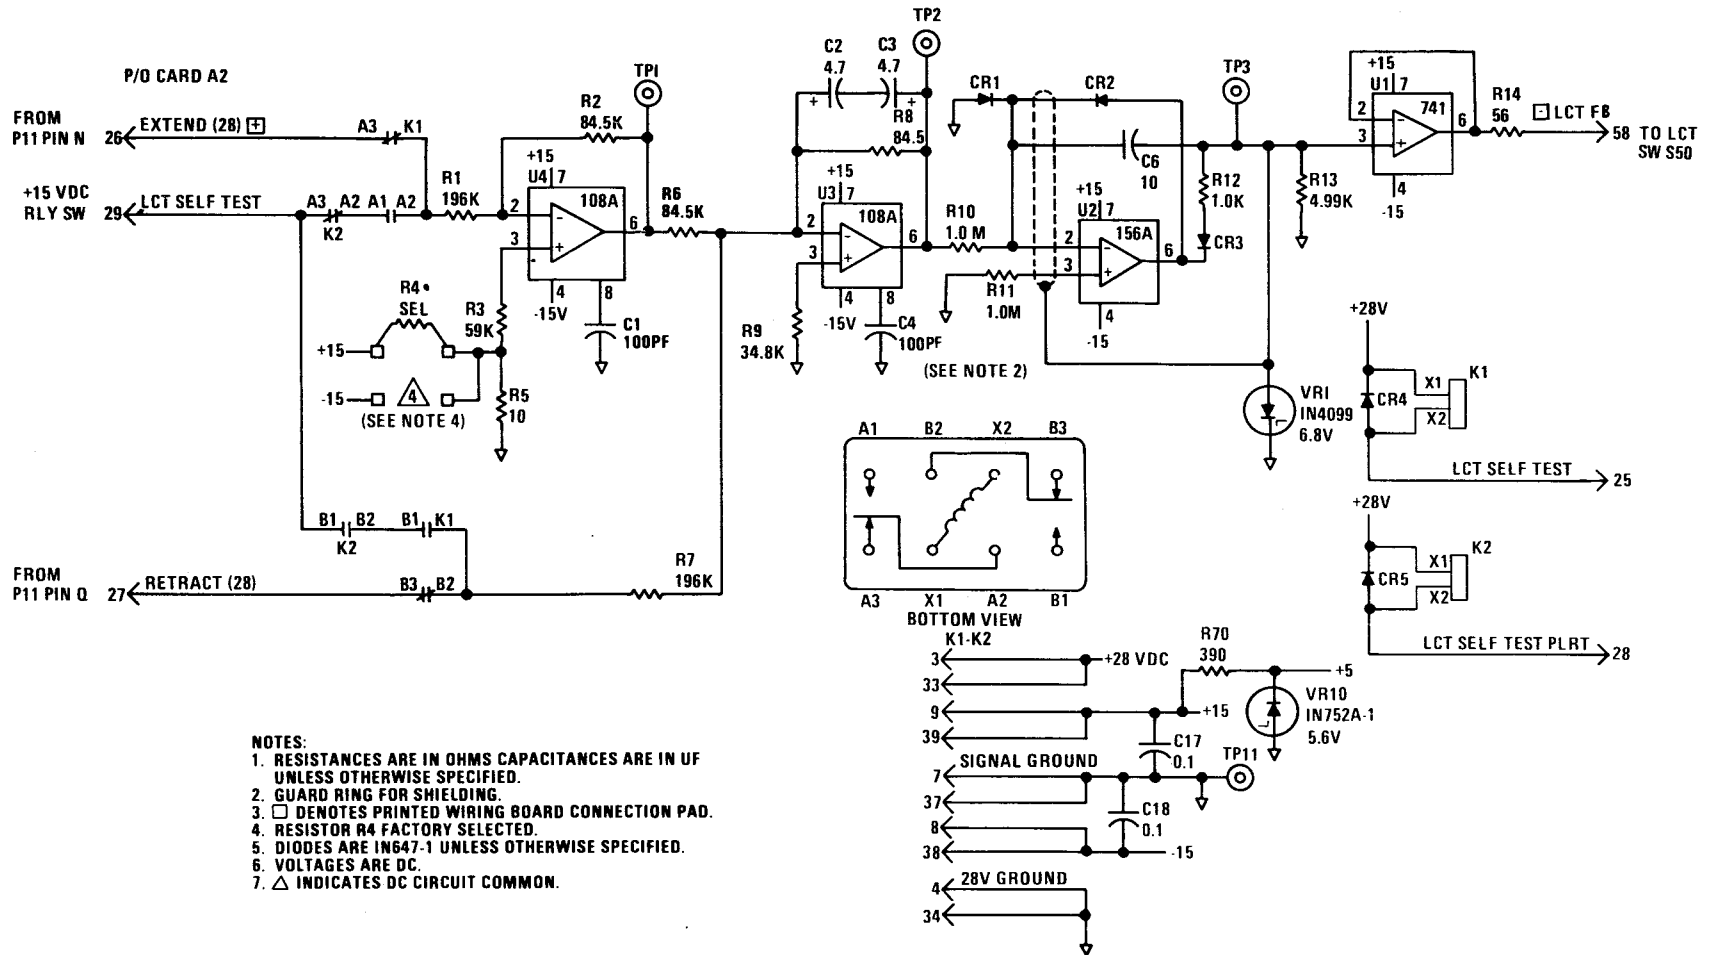 P/O CARD A2
FROM
P11 PIN N
26
EXTEND (28) +
A3
K1
+15 VDC
RLY SW
29
LCT SELF TEST
A3
A2
A1
A2
K2
R1
196K
R2
84.5K
TP1
+15
U4
7
108A
2
3
6
4
-15V
8
C1
100PF
R4•
SEL
+15
-15
4
(SEE NOTE 4)
R3
59K
R5
10
R6
84.5K
B1
B2
K2
B1
K1
FROM
P11 PIN Q
27
RETRACT (28)
B3
B2
R7
196K
C2
4.7
C3
4.7
+
+
TP2
R8
84.5
+15
U3
7
108A
2
3
6
4
-15V
8
R9
34.8K
C4
100PF
(SEE NOTE 2)
R10
1.0 M
R11
1.0M
CR1
CR2
C6
10
+15
U2
7
156A
2
3
6
4
-15
TP3
R12
1.0K
CR3
R13
4.99K
VR1
IN4099
6.8V
+15
U1
7
741
2
3
6
4
-15
R14
56
- LCT FB
58
TO LCT
SW S50
+28V
X1
K1
CR4
X2
LCT SELF TEST
25
+28V
X1
K2
CR5
X2
LCT SELF TEST PLRT
28
A1
B2
X2
B3
A3
X1
A2
B1
BOTTOM VIEW
K1-K2
3
+28 VDC
33
9
+15
39
R70
390
+5
VR10
IN752A-1
5.6V
C17
0.1
TP11
7
SIGNAL GROUND
37
C18
0.1
8
38
-15
4
28V GROUND
34
NOTES:
1. RESISTANCES ARE IN OHMS CAPACITANCES ARE IN UF
UNLESS OTHERWISE SPECIFIED.
2. GUARD RING FOR SHIELDING.
3. □ DENOTES PRINTED WIRING BOARD CONNECTION PAD.
4. RESISTOR R4 FACTORY SELECTED.
5. DIODES ARE IN647-1 UNLESS OTHERWISE SPECIFIED.
6. VOLTAGES ARE DC.
7. △ INDICATES DC CIRCUIT COMMON.